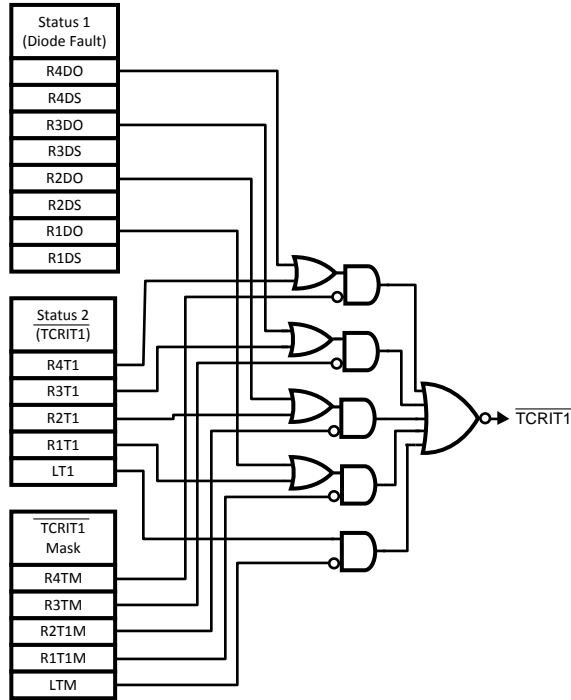 Status 1
(Diode Fault)
R4DO
R4DS
R3DO
R3DS
R2DO
R2DS
R1DO
R1DS
Status 2
(TCRIT1)
R4T1
R3T1
R2T1
R1T1
LT1
TCRIT1
Mask
R4TM
R3TM
R2T1M
R1T1M
LTM
TCRIT1